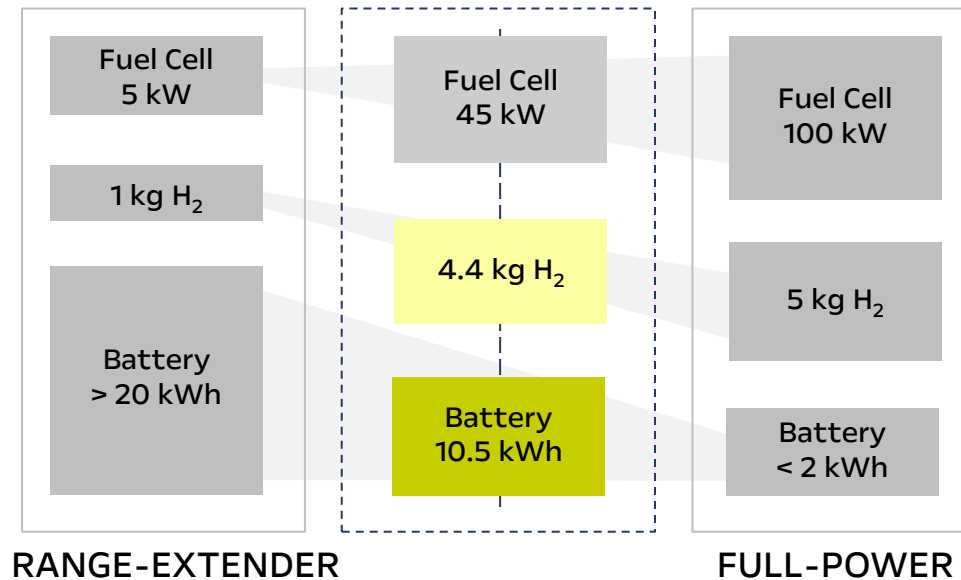 Fuel Cell
5 kW
1 kg H₂
Battery
> 20 kWh
RANGE-EXTENDER
Fuel Cell
45 kW
4.4 kg H₂
Battery
10.5 kWh
Fuel Cell
100 kW
5 kg H₂
Battery
< 2 kWh
FULL-POWER